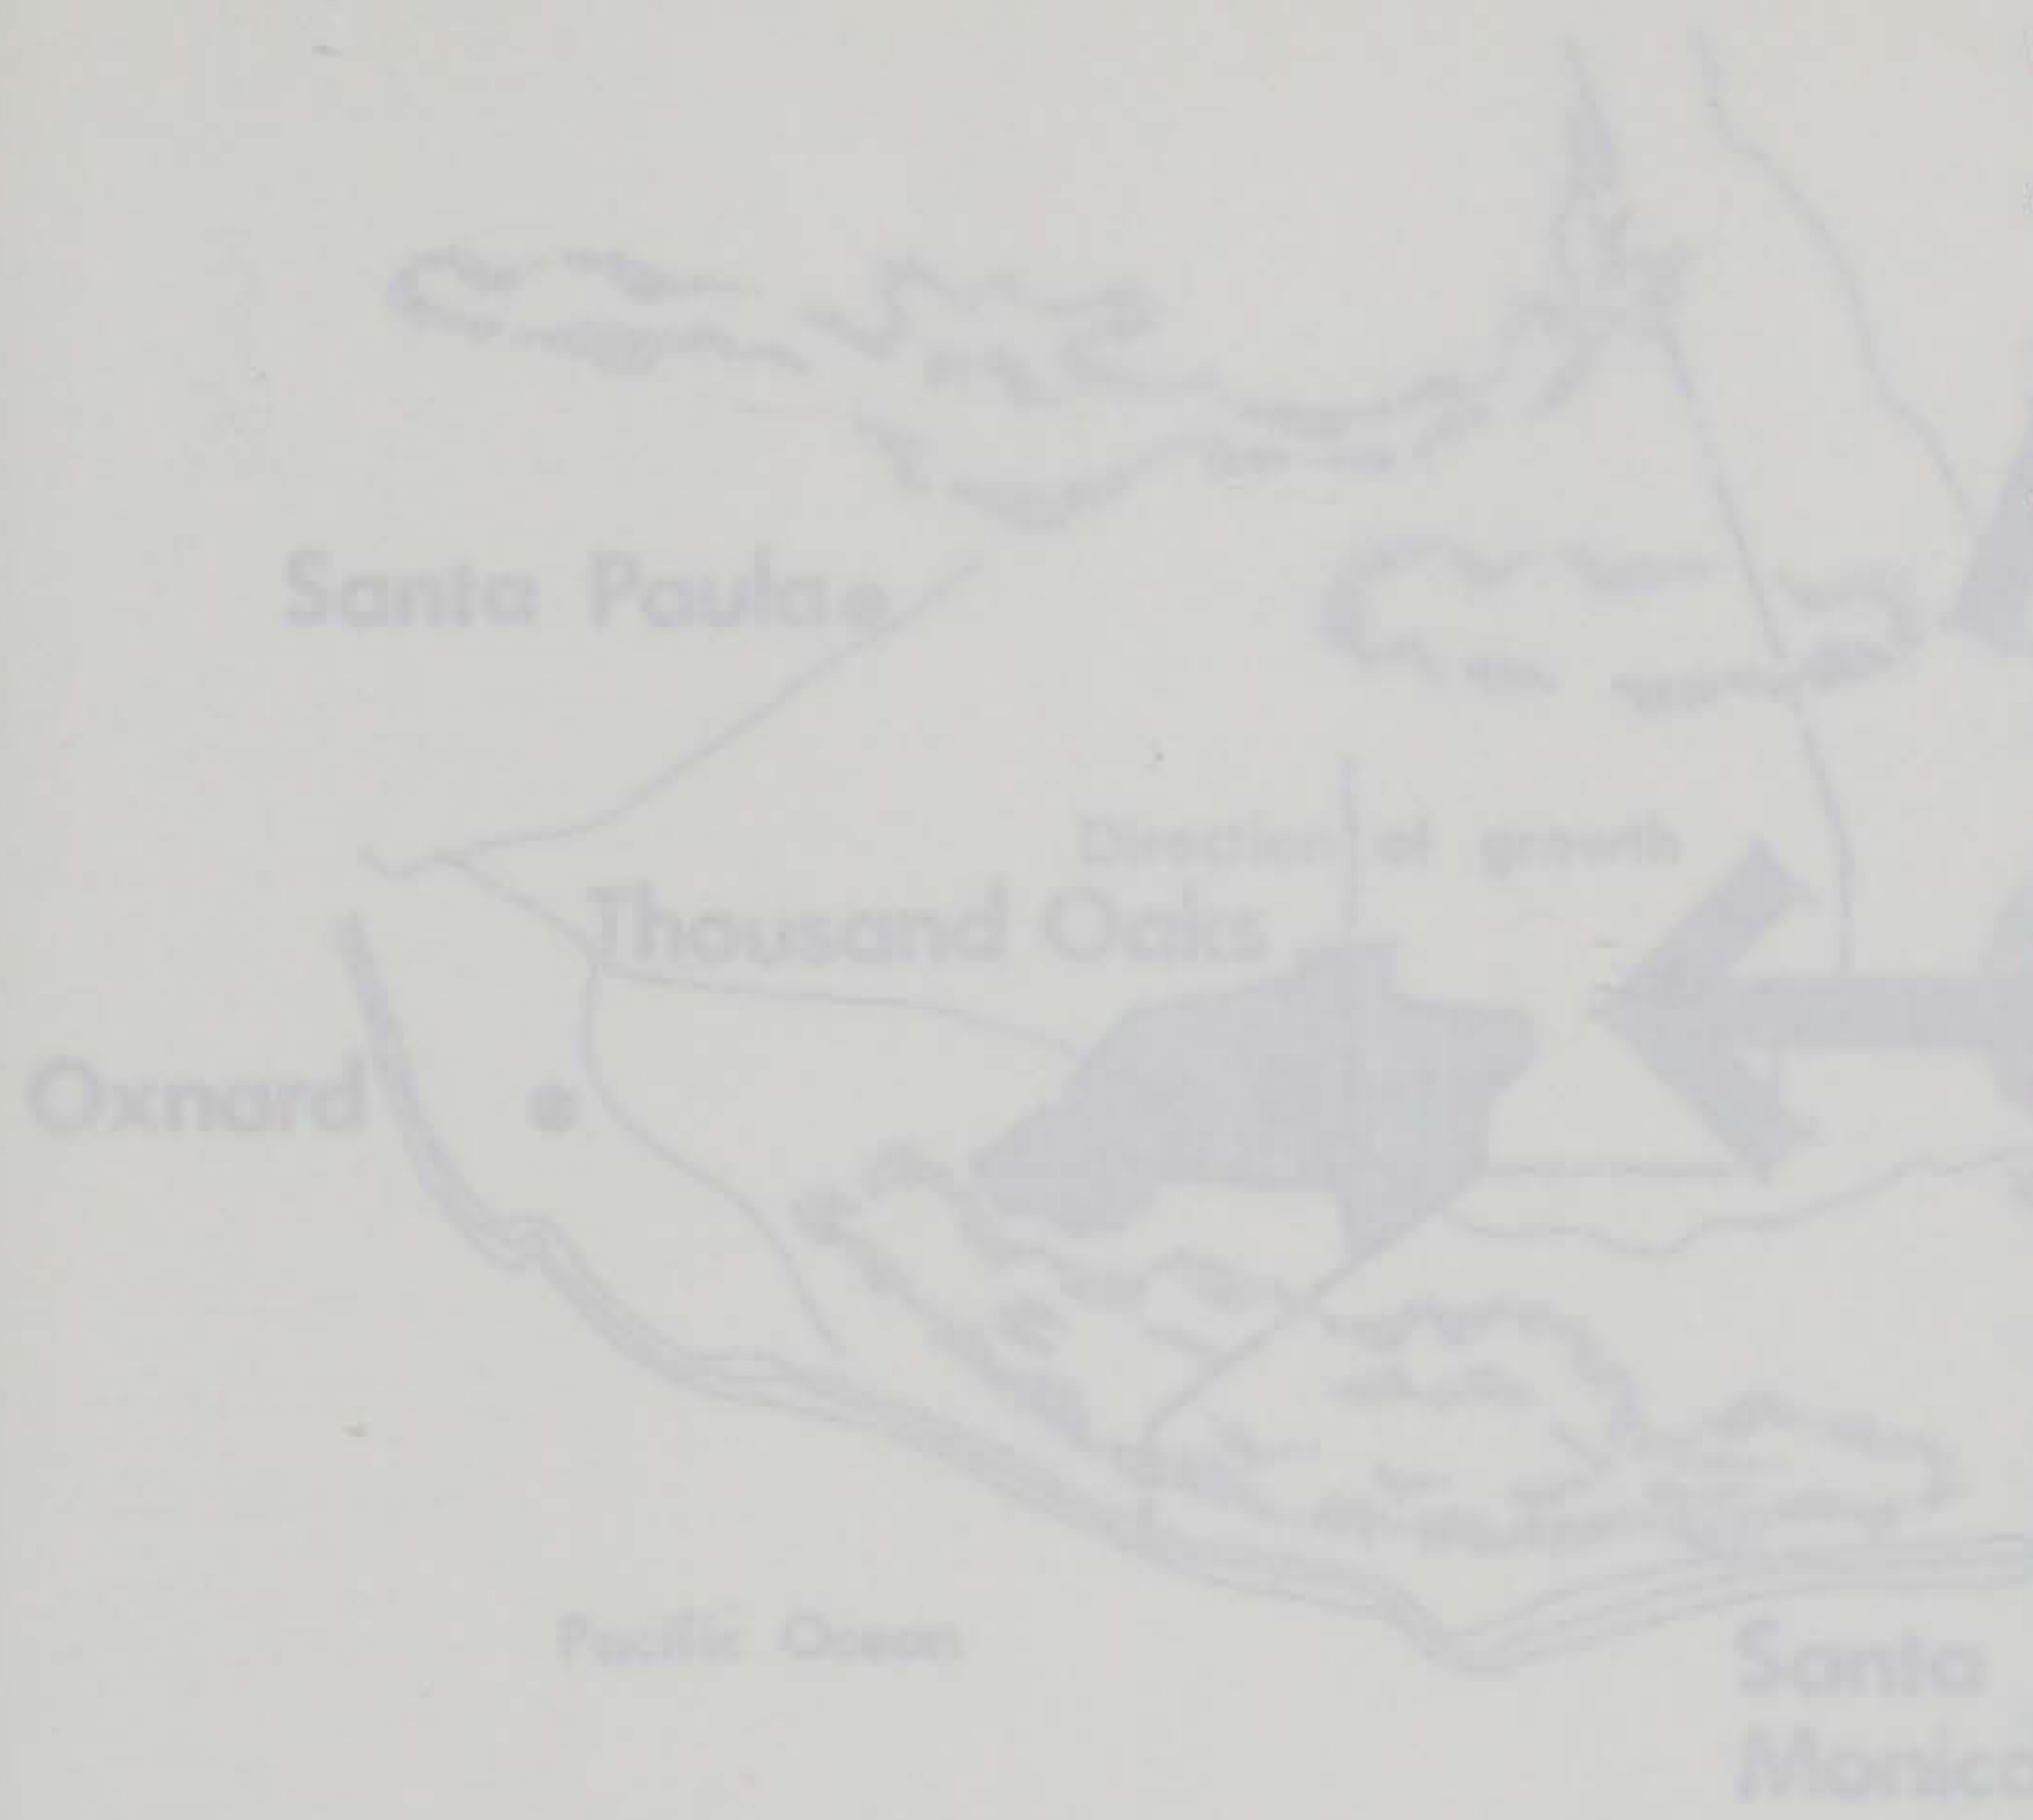 Santa Paula
Direction of growth
Thousand Oaks
Oxnard
Pacific Ocean
Santa
Monica